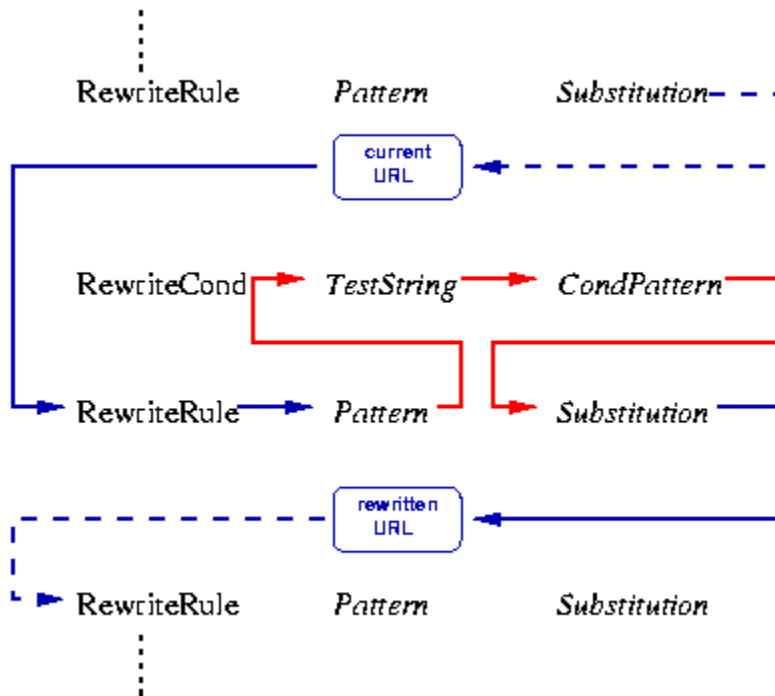 RewriteRule Pattern Substitution
current
URL
RewriteCond TestString CondPattern
RewriteRule Pattern Substitution
rewritten
URL
RewriteRule Pattern Substitution